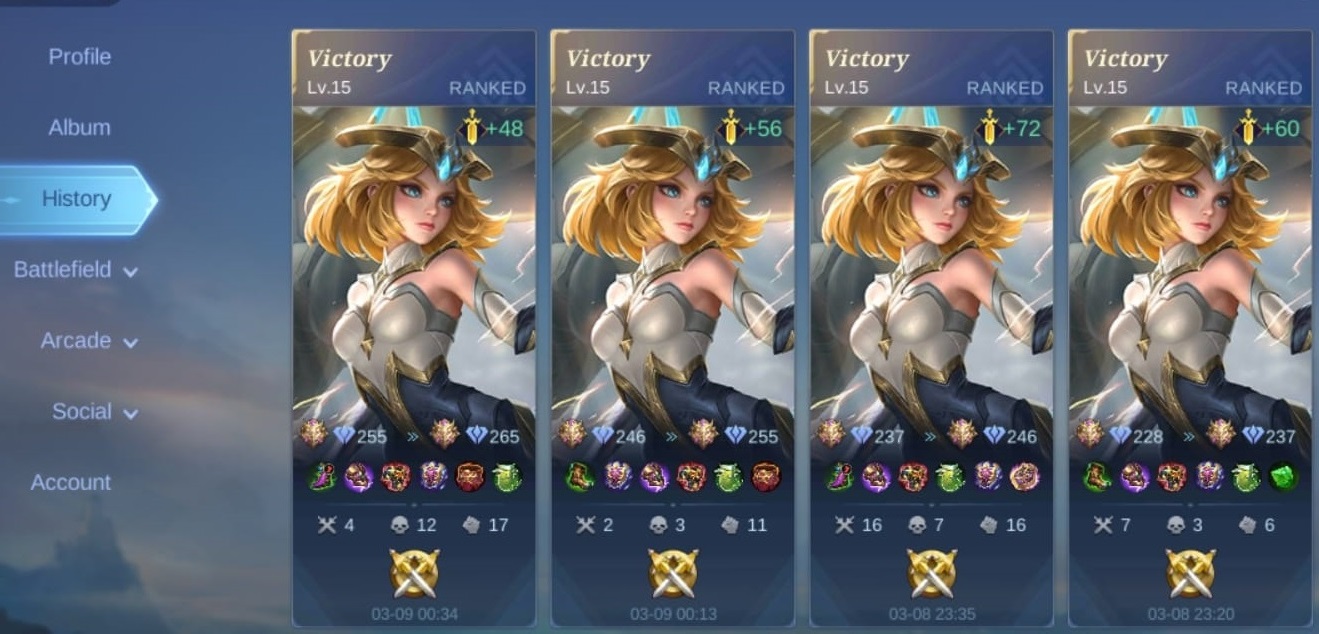 Profile
Album
History
Battlefield
Arcade
Social
Account
Victory
Lv.15 RANKED
+48
255 » 265
4 12 17
03-09 00:34
Victory
Lv.15 RANKED
+56
246 » 255
2 3 11
03-09 00:13
Victory
Lv.15 RANKED
+72
237 » 246
16 7 16
03-08 23:35
Victory
Lv.15 RANKED
+60
228 » 237
7 3 6
03-08 23:20